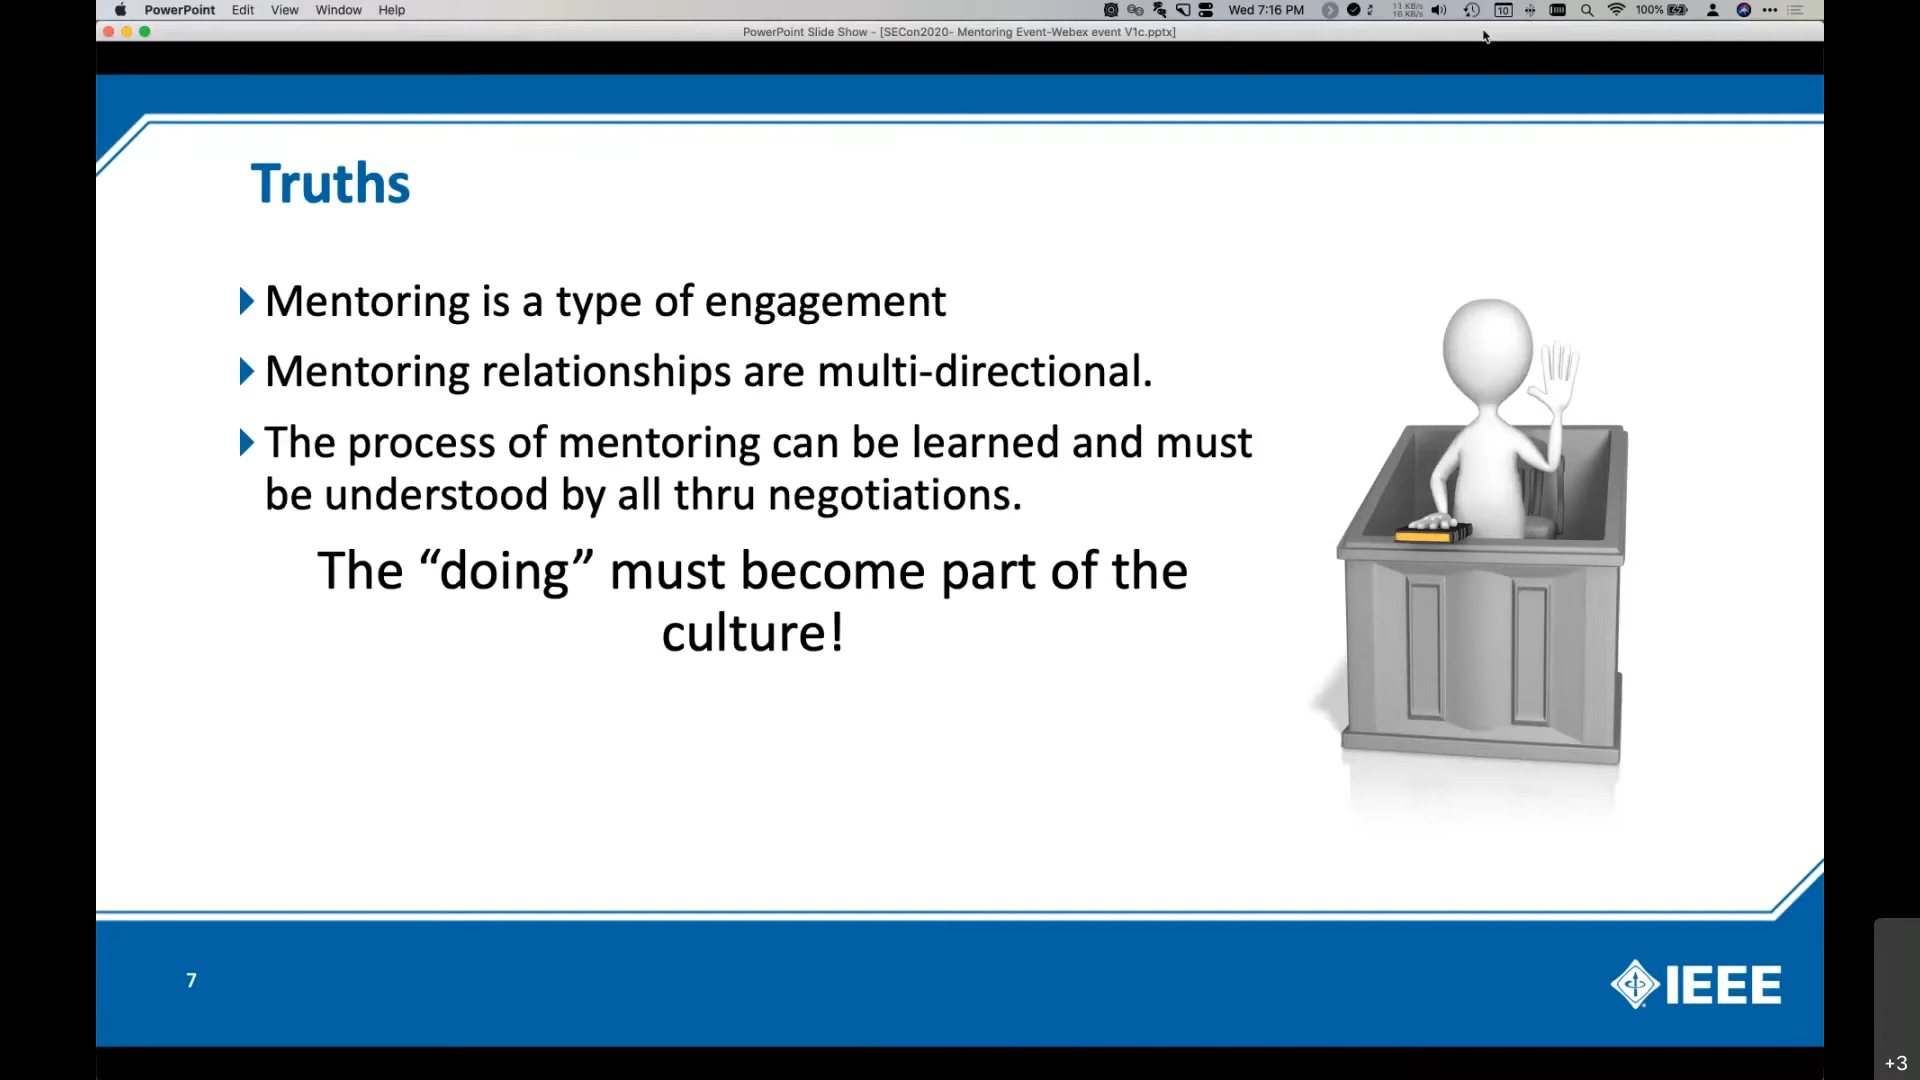 PowerPoint Edit View Window Help
Wed 7:16 PM
10
100%
PowerPoint Slide Show - [SECon2020- Mentoring Event-Webex event V1c.pptx]
Truths
Mentoring is a type of engagement
Mentoring relationships are multi-directional.
The process of mentoring can be learned and must
be understood by all thru negotiations.
The “doing” must become part of the
culture!
7
IEEE
+3